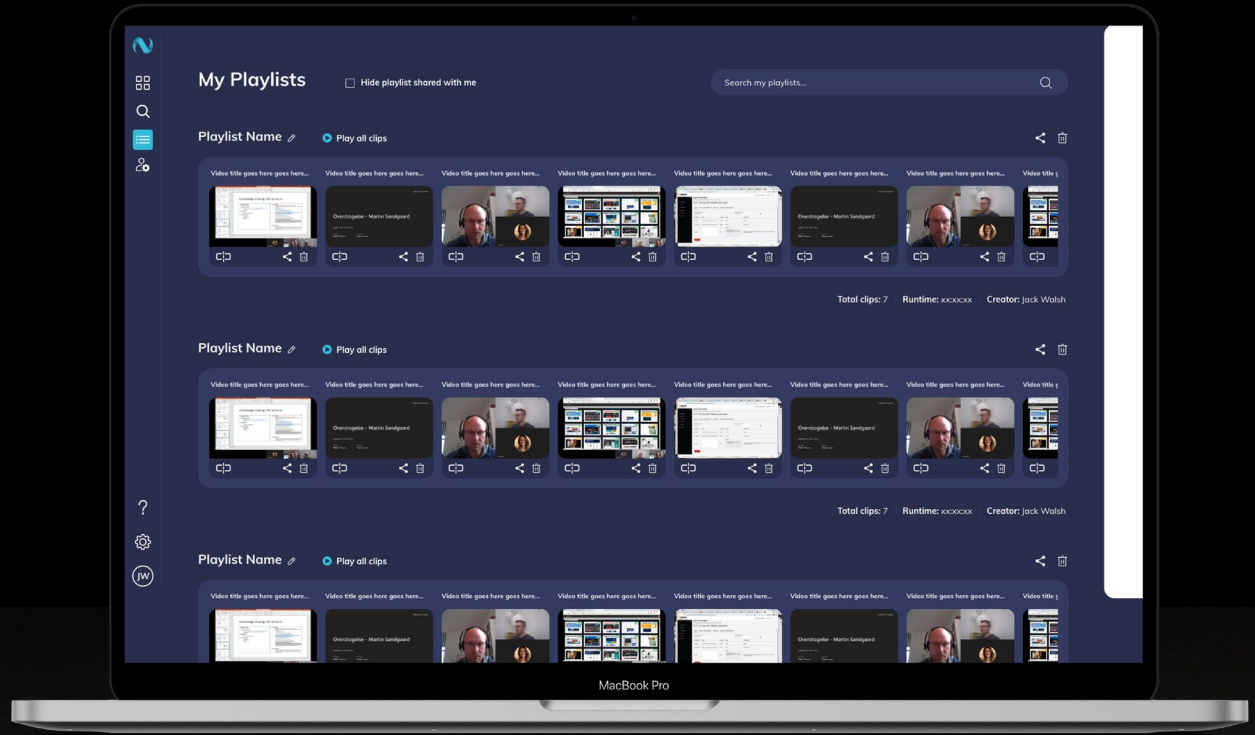 My Playlists
Hide playlist shared with me
Search my playlists...
Playlist Name
Play all clips
Video title goes here goes here... Video title goes here goes here... Video title goes here goes here... Video title goes here goes here... Video title goes here goes here... Video title goes here goes here... Video title goes here goes here... Video title g
Overdragelse - Martin Sandgaard
Overdragelse - Martin Sandgaard
Total clips: 7 Runtime: xx:xx:xx Creator: Jack Walsh
Playlist Name
Play all clips
Video title goes here goes here... Video title goes here goes here... Video title goes here goes here... Video title goes here goes here... Video title goes here goes here... Video title goes here goes here... Video title goes here goes here... Video title g
Overdragelse - Martin Sandgaard
Overdragelse - Martin Sandgaard
Total clips: 7 Runtime: xx:xx:xx Creator: Jack Walsh
Playlist Name
Play all clips
Video title goes here goes here... Video title goes here goes here... Video title goes here goes here... Video title goes here goes here... Video title goes here goes here... Video title goes here goes here... Video title goes here goes here... Video title g
Overdragelse - Martin Sandgaard
Overdragelse - Martin Sandgaard
JW
MacBook Pro